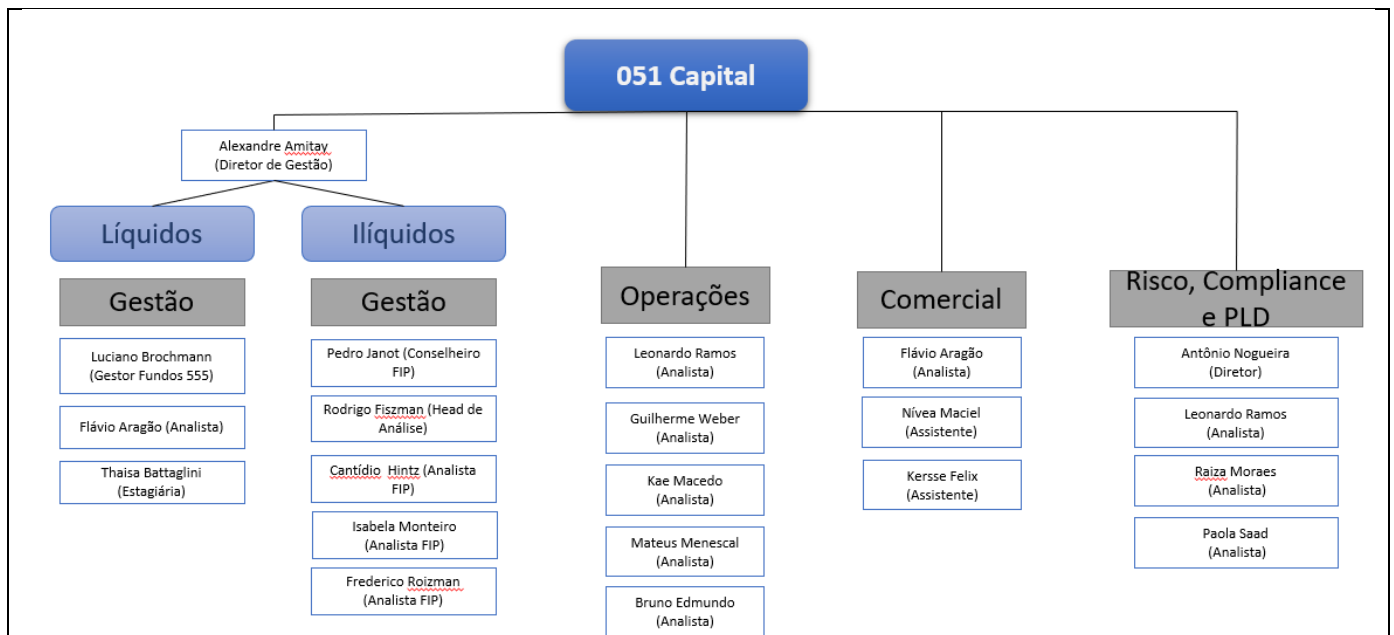 051 Capital
Alexandre Amitay
(Diretor de Gestão)
Líquidos
Gestão
Luciano Brochmann
(Gestor Fundos 555)
Flávio Aragão (Analista)
Thaisa Battaglini
(Estagiária)
Ilíquidos
Gestão
Pedro Janot (Conselheiro
FIP)
Rodrigo Fiszman (Head de
Análise)
Cantídio Hintz (Analista
FIP)
Isabela Monteiro
(Analista FIP)
Frederico Roizman
(Analista FIP)
Operações
Leonardo Ramos
(Analista)
Guilherme Weber
(Analista)
Kae Macedo
(Analista)
Mateus Menescal
(Analista)
Bruno Edmundo
(Analista)
Comercial
Flávio Aragão
(Analista)
Nívea Maciel
(Assistente)
Kersse Felix
(Assistente)
Risco, Compliance
e PLD
Antônio Nogueira
(Diretor)
Leonardo Ramos
(Analista)
Raiza Moraes
(Analista)
Paola Saad
(Analista)